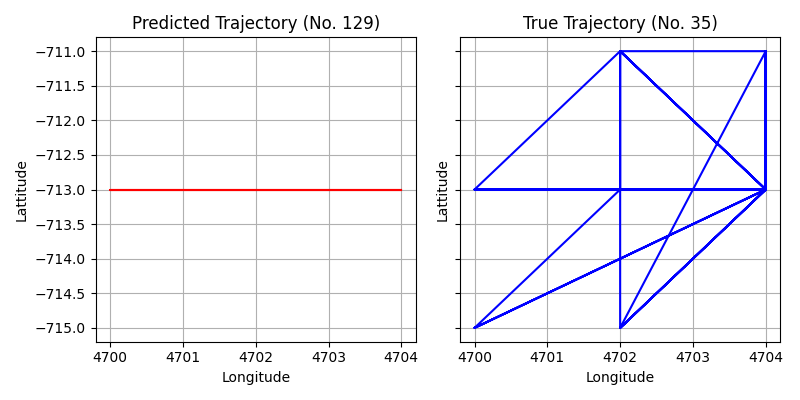 Predicted Trajectory (No. 129)
Lattitude
−711.0
−711.5
−712.0
−712.5
−713.0
−713.5
−714.0
−714.5
−715.0
4700 4701 4702 4703 4704
Longitude
True Trajectory (No. 35)
Lattitude
4700 4701 4702 4703 4704
Longitude